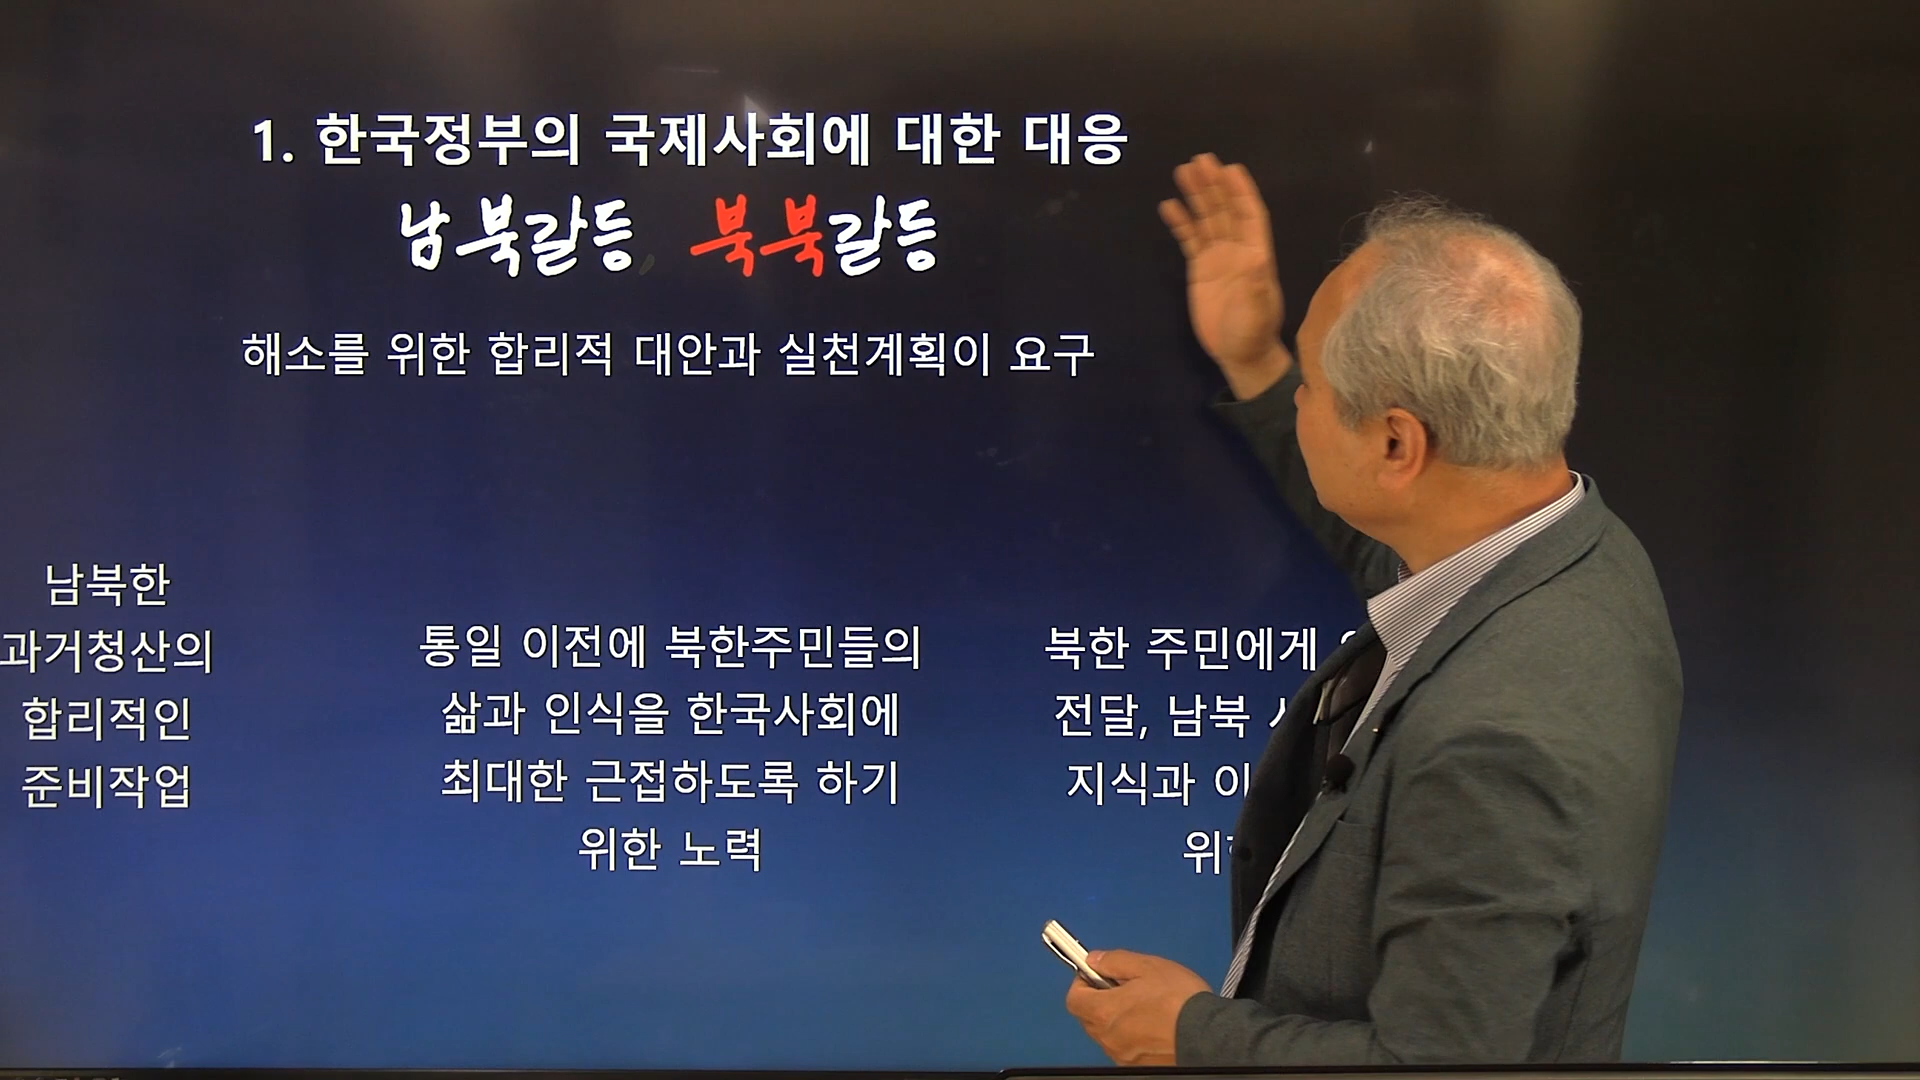 1. 한국정부의 국제사회에 대한 대응
남북갈등, 북북갈등
해소를 위한 합리적 대안과 실천계획이 요구
남북한
과거청산의
합리적인
준비작업
통일 이전에 북한주민들의
삶과 인식을 한국사회에
최대한 근접하도록 하기
위한 노력
북한 주민에게
전달, 남북
지식과